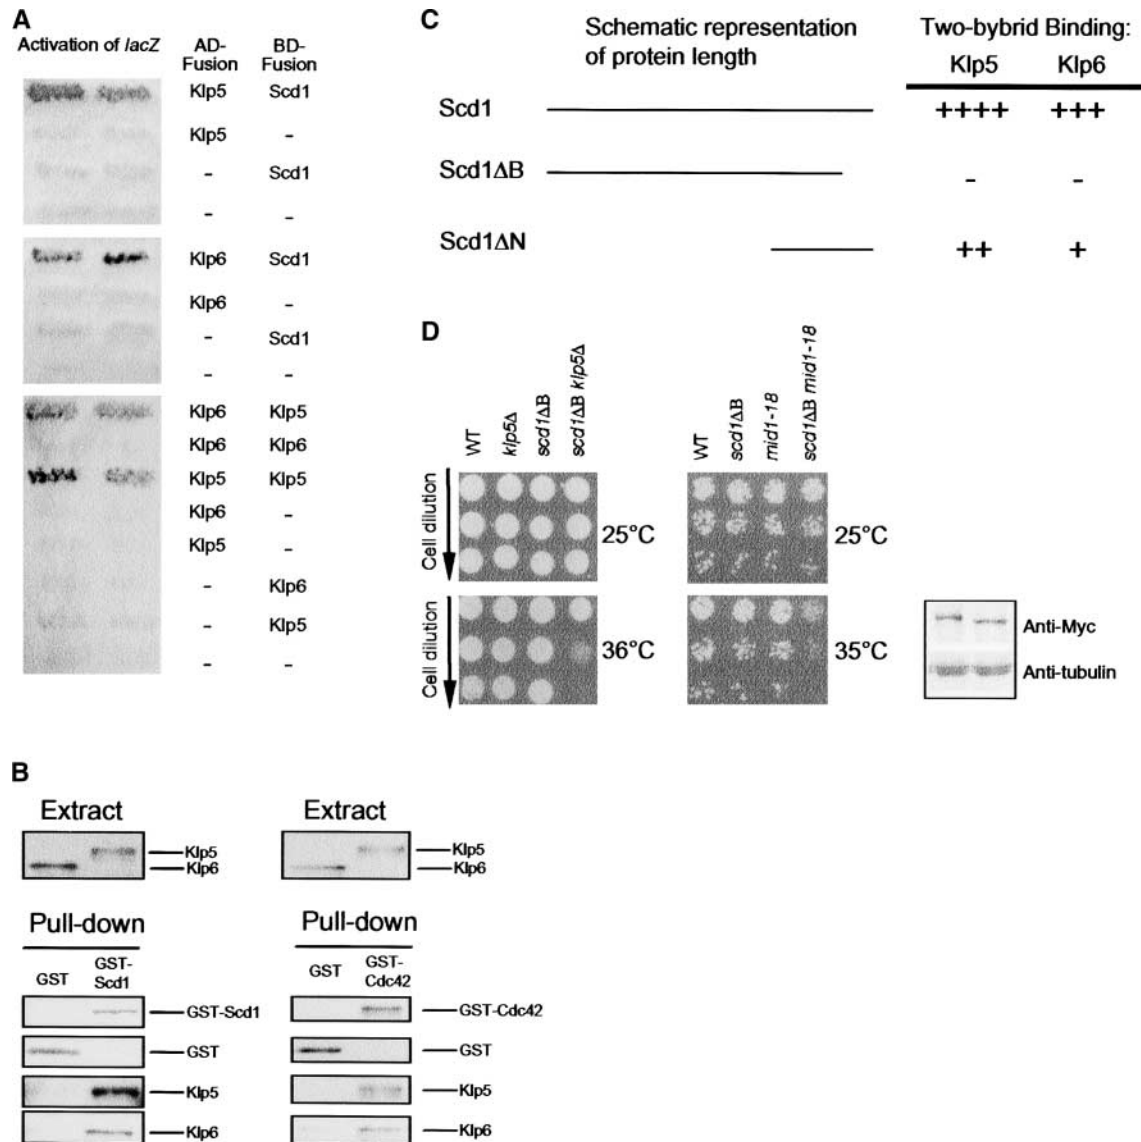 A
Activation of lacZ
AD-
Fusion
BD-
Fusion
Klp5 Scd1
Klp5 -
- Scd1
- -
Klp6 Scd1
Klp6 -
- Scd1
- -
Klp6 Klp5
Klp6 Klp6
Klp5 Klp5
Klp6 -
Klp5 -
- Klp6
- Klp5
- -
C
Schematic representation
of protein length
Two-bybrid Binding:
Klp5 Klp6
Scd1 ++++ +++
Scd1ΔB - -
Scd1ΔN ++ +
D
WT klp5Δ scd1ΔB scd1ΔB klp5Δ
Cell dilution
25°C
Cell dilution
36°C
WT scd1ΔB mid1-18 scd1ΔB mid1-18
Cell dilution
25°C
Cell dilution
35°C
Anti-Myc
Anti-tubulin
B
Extract
Klp5
Klp6
Pull-down
GST GST-
Scd1
GST-Scd1
GST
Klp5
Klp6
Extract
Klp5
Klp6
Pull-down
GST GST-
Cdc42
GST-Cdc42
GST
Klp5
Klp6